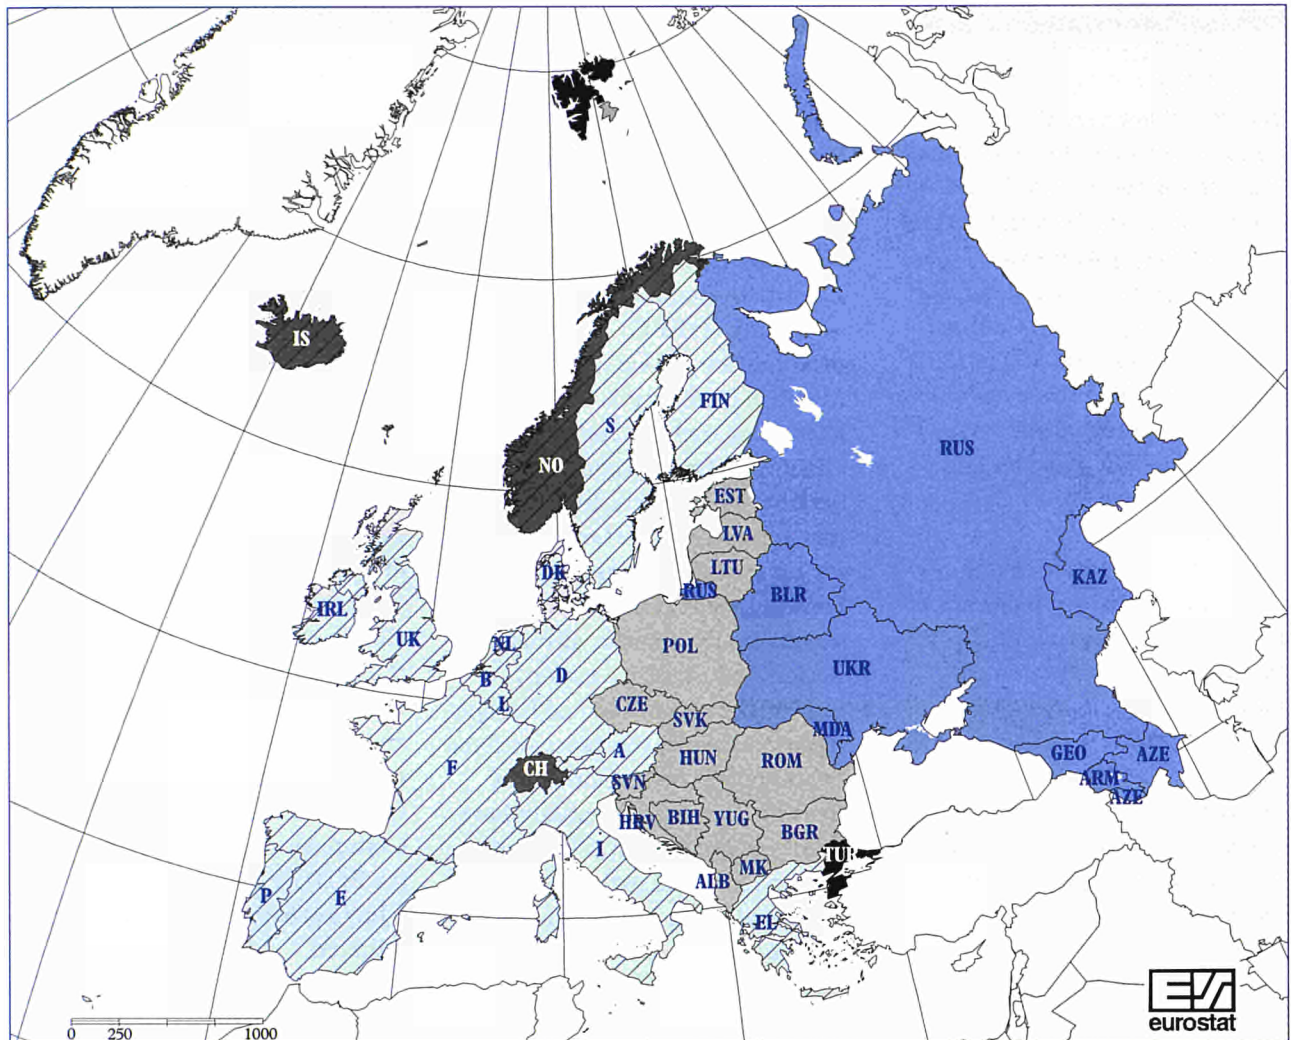 IS
FIN
S
RUS
NO
EST
LVA
LTU
DK
KAZ
RUS
BLR
IRL
UK
NL
POL
UKR
D
B
L
CZE
SVK
MDA
A
HUN
ROM
GEO
AZE
F
CH
ARM
SVN
AZE
HRV
BIH
YUG
BGR
I
TUR
MK
ALB
P
E
EL
0 250 1000
eurostat